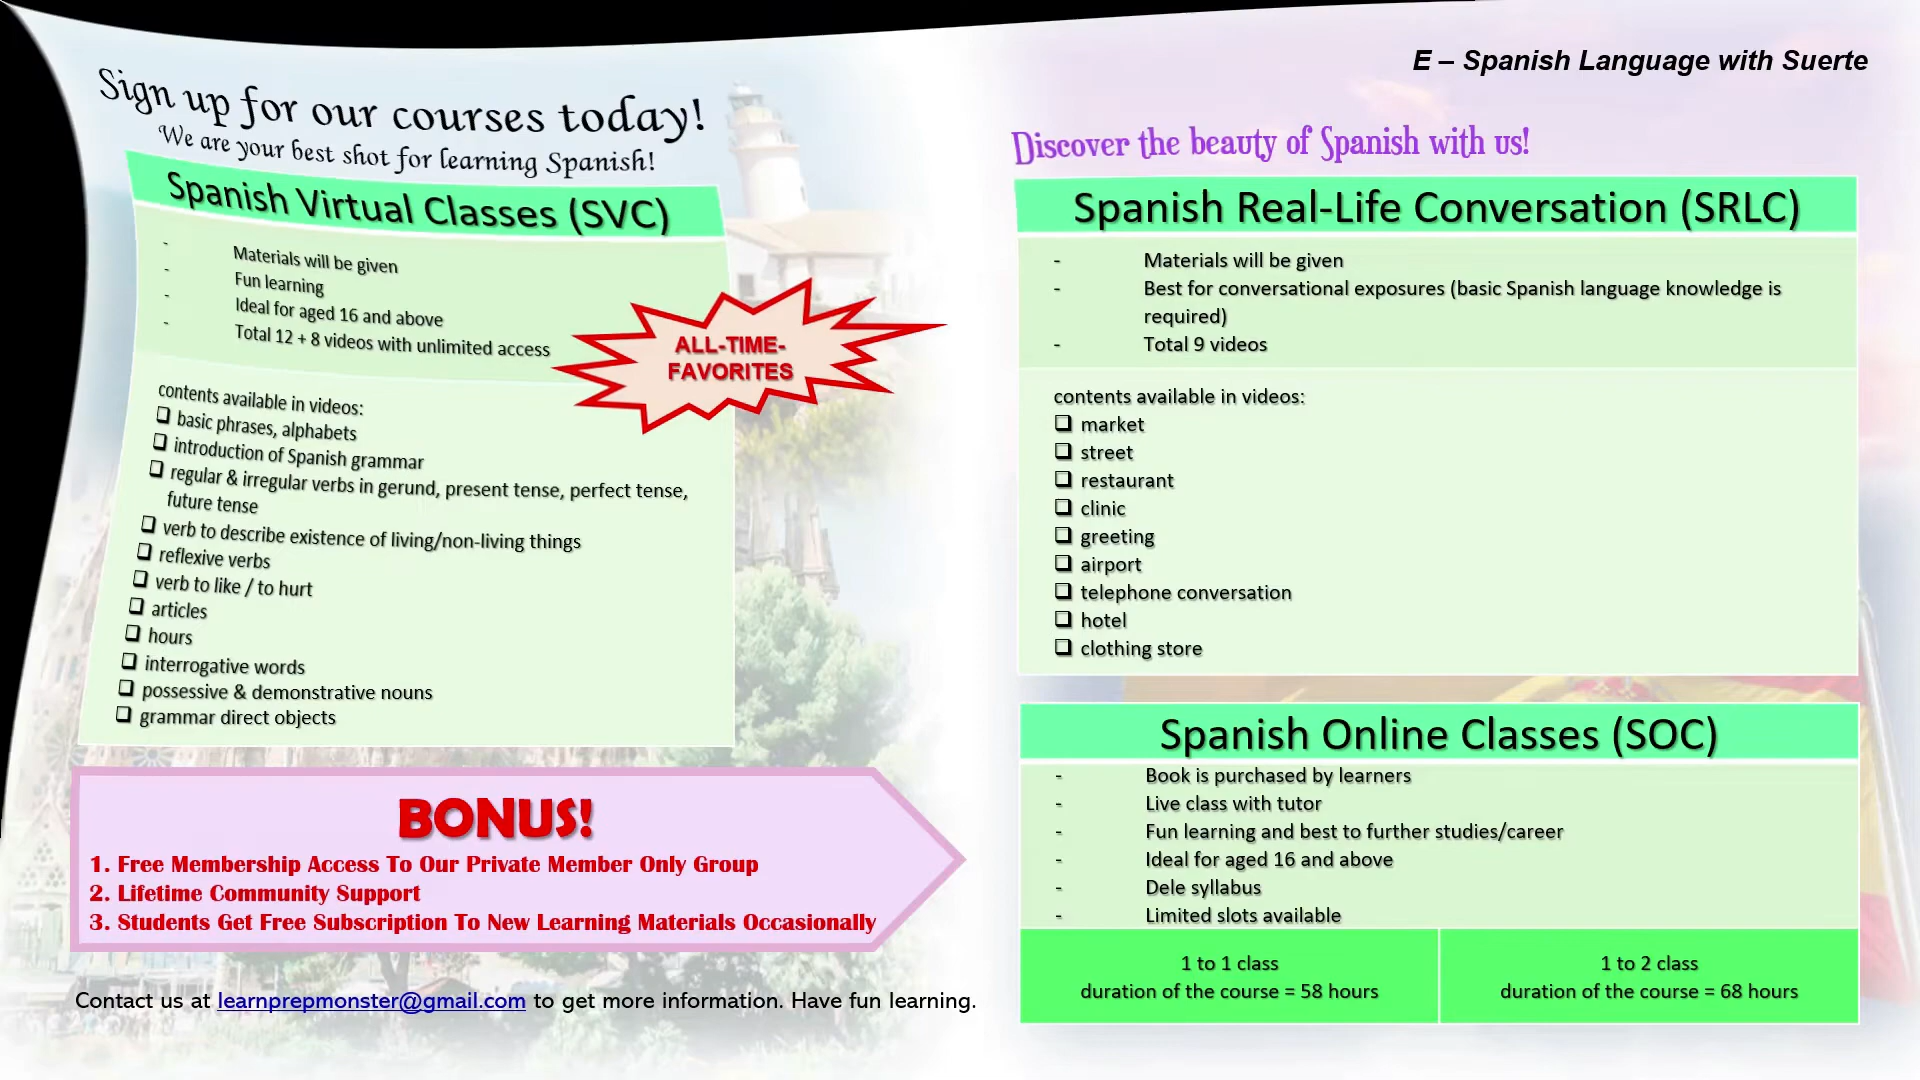 E – Spanish Language with Suerte
Sign up for our courses today!
We are your best shot for learning Spanish!
Spanish Virtual Classes (SVC)
- Materials will be given
- Fun learning
- Ideal for aged 16 and above
- Total 12 + 8 videos with unlimited access
ALL-TIME-
FAVORITES
contents available in videos:
❑ basic phrases, alphabets
❑ introduction of Spanish grammar
❑ regular & irregular verbs in gerund, present tense, perfect tense,
future tense
❑ verb to describe existence of living/non-living things
❑ reflexive verbs
❑ verb to like / to hurt
❑ articles
❑ hours
❑ interrogative words
❑ possessive & demonstrative nouns
❑ grammar direct objects
BONUS!
1. Free Membership Access To Our Private Member Only Group
2. Lifetime Community Support
3. Students Get Free Subscription To New Learning Materials Occasionally
Contact us at learnprepmonster@gmail.com to get more information. Have fun learning.
Discover the beauty of Spanish with us!
Spanish Real-Life Conversation (SRLC)
- Materials will be given
- Best for conversational exposures (basic Spanish language knowledge is
required)
- Total 9 videos
contents available in videos:
❑ market
❑ street
❑ restaurant
❑ clinic
❑ greeting
❑ airport
❑ telephone conversation
❑ hotel
❑ clothing store
Spanish Online Classes (SOC)
- Book is purchased by learners
- Live class with tutor
- Fun learning and best to further studies/career
- Ideal for aged 16 and above
- Dele syllabus
- Limited slots available
1 to 1 class
duration of the course = 58 hours
1 to 2 class
duration of the course = 68 hours